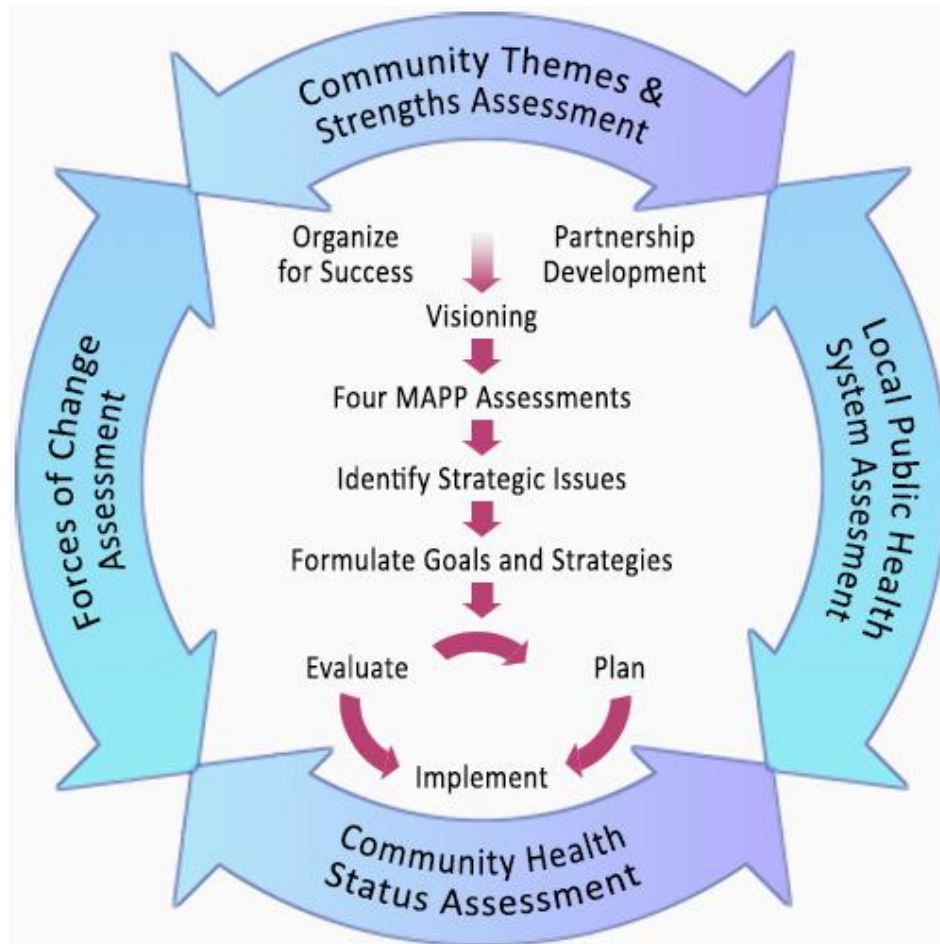 Community Themes &
Strengths Assessment
Organize
for Success
Partnership
Development
Visioning
Four MAPP Assessments
Identify Strategic Issues
Formulate Goals and Strategies
Evaluate
Plan
Implement
Forces of Change
Assessment
Local Public Health
System Assessment
Community Health
Status Assessment